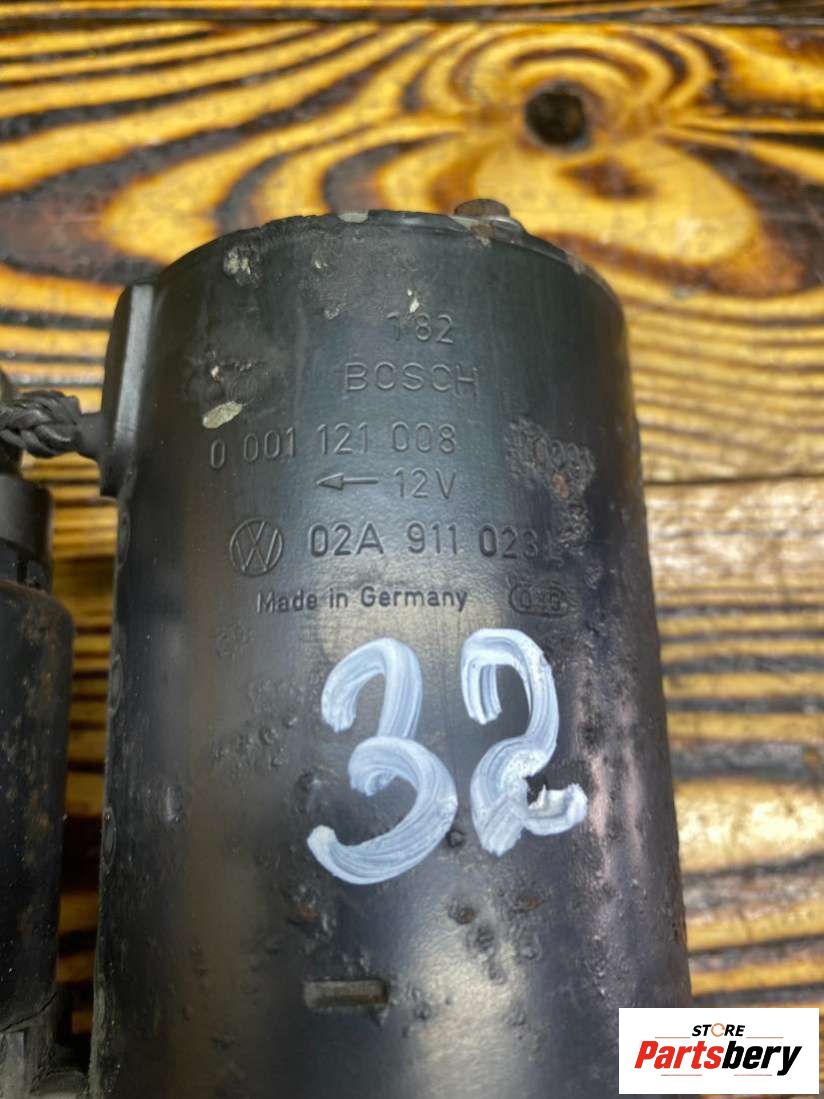 182
BOSCH
0 001 121 008
← 12V
02A 911 023
Made in Germany
32
STORE
Partsbery